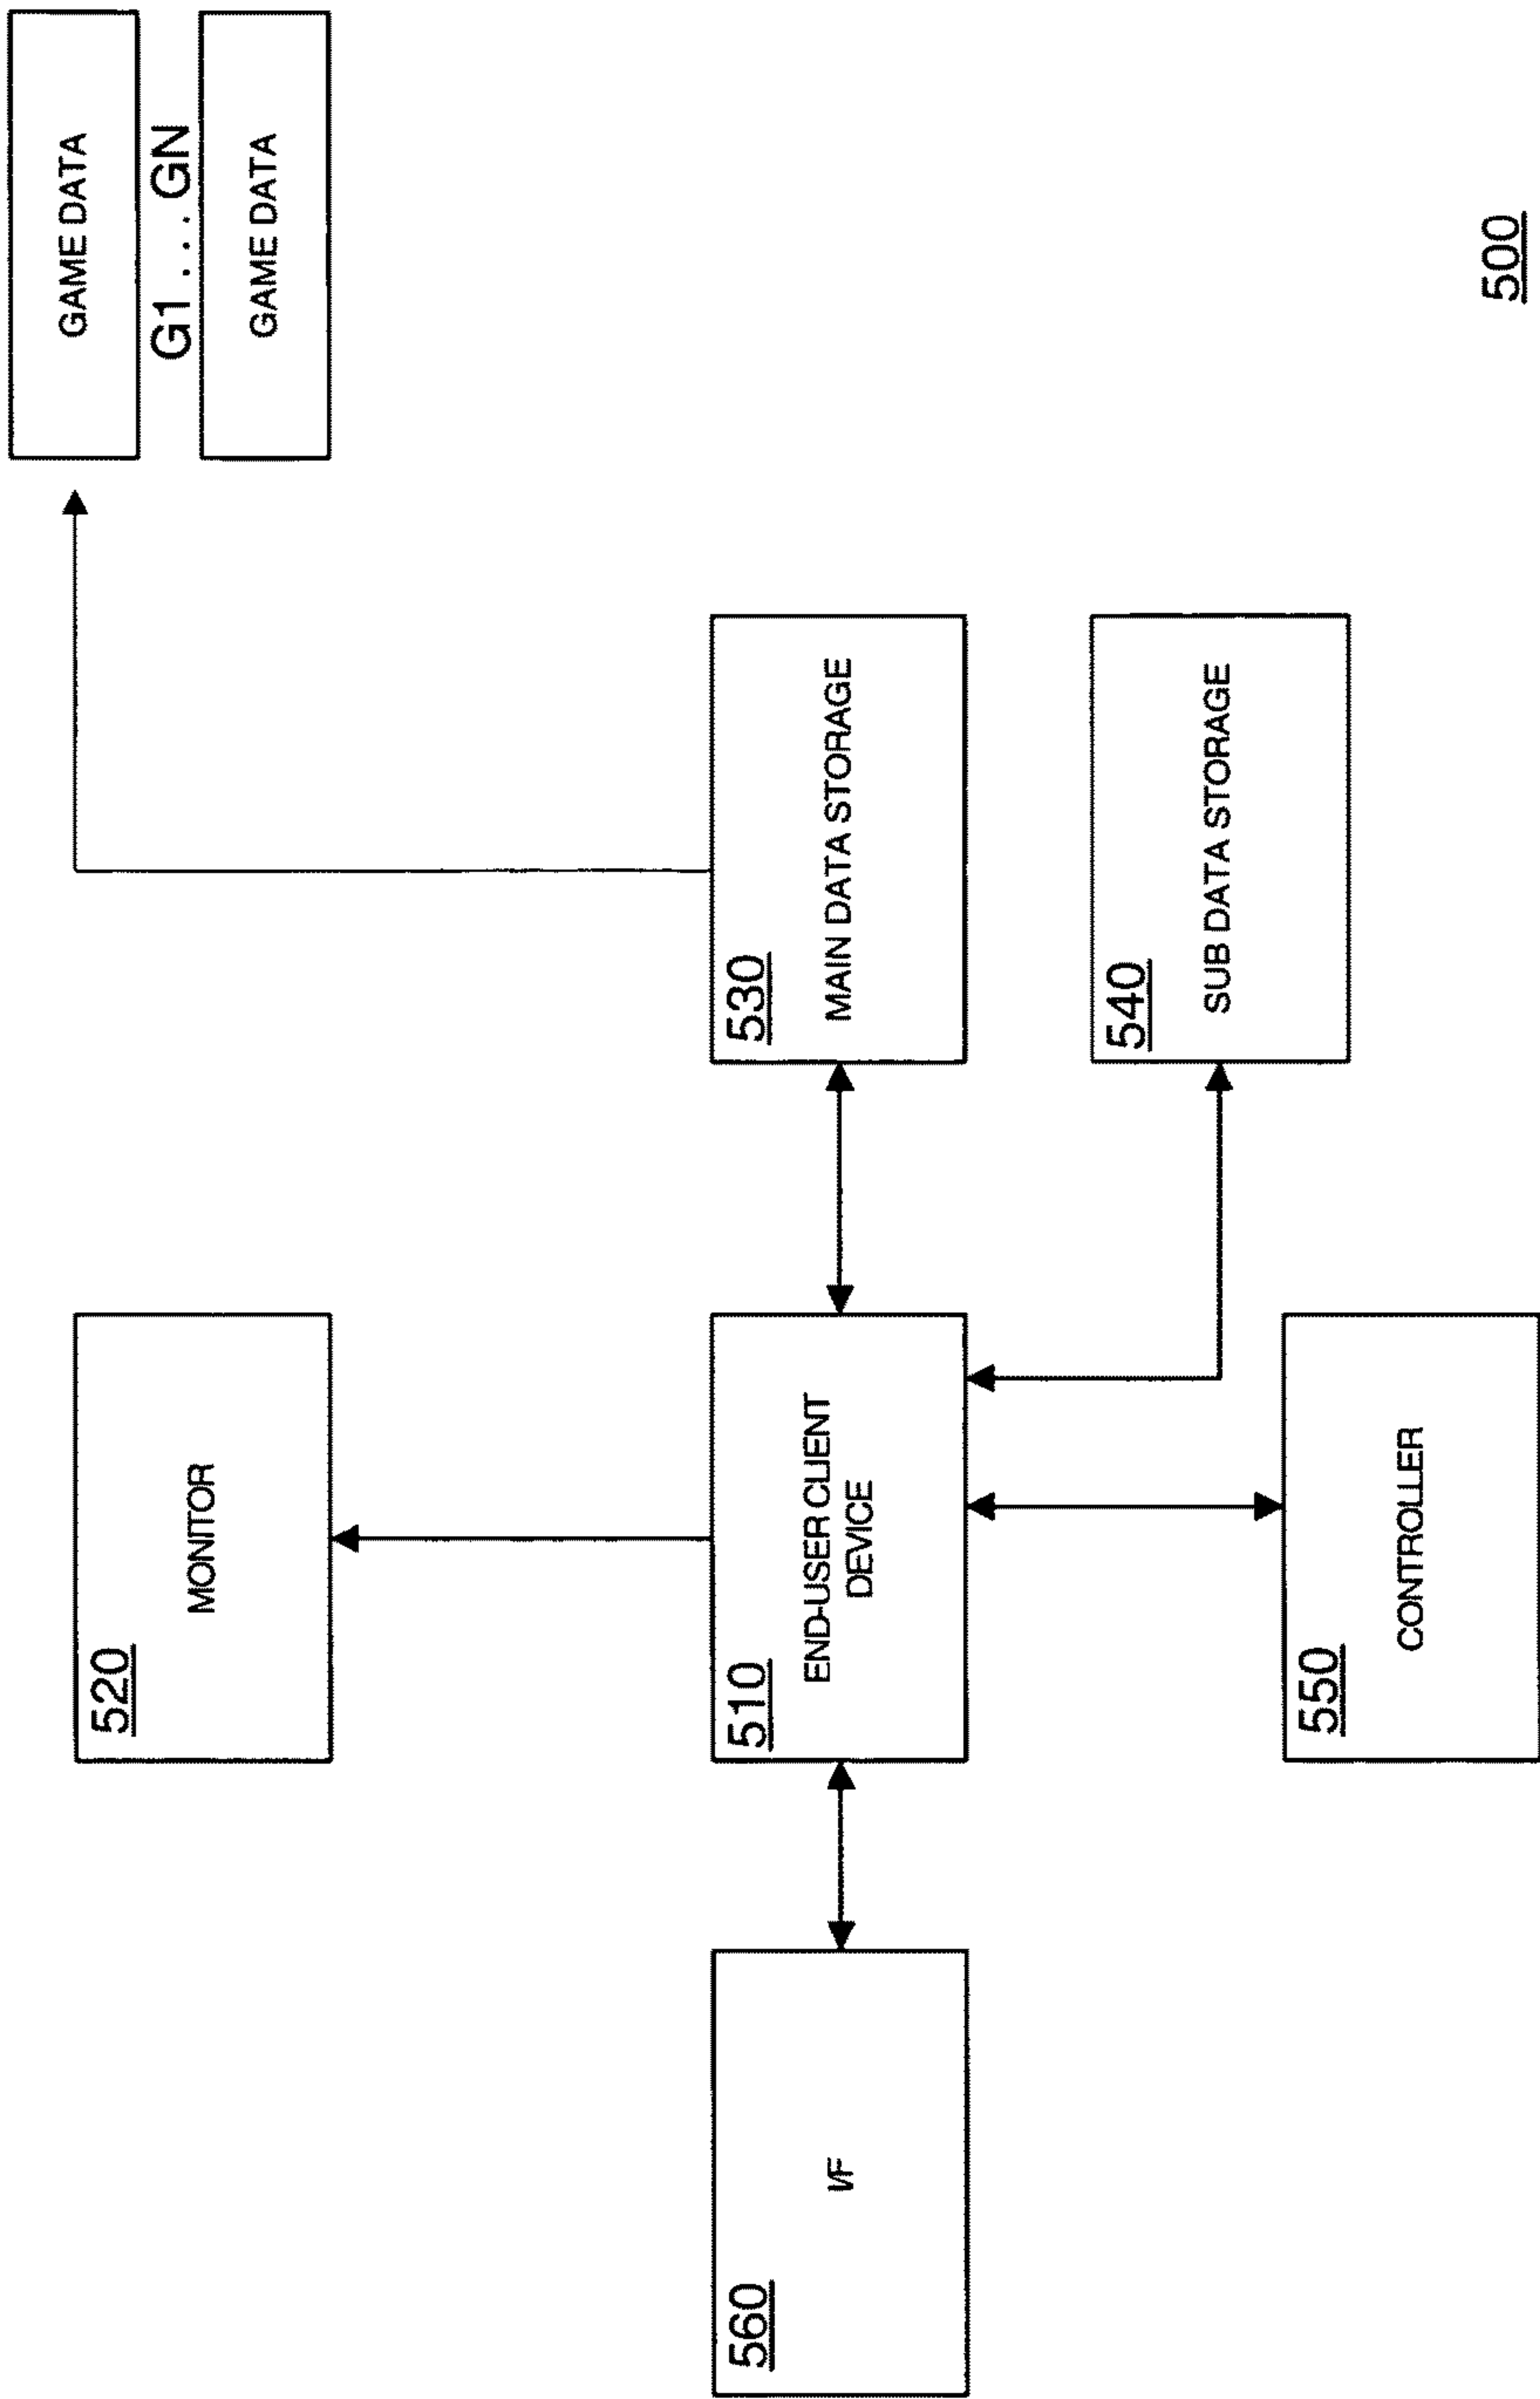 GAME DATA
G1 . . . GN
GAME DATA
520
MONITOR
560
I/F
510
END-USER CLIENT
DEVICE
530
MAIN DATA STORAGE
540
SUB DATA STORAGE
550
CONTROLLER
500